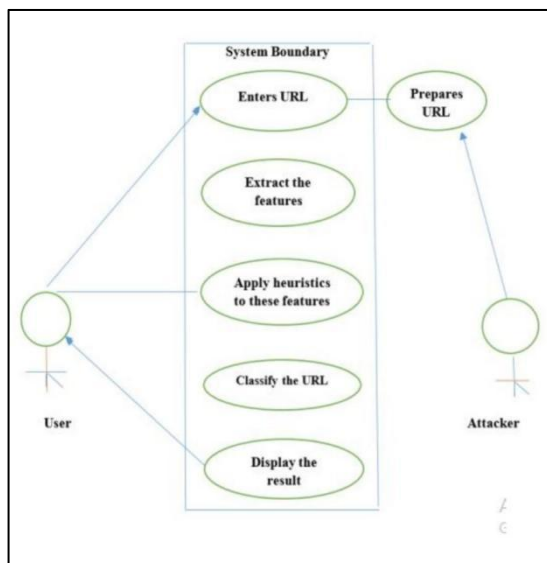 System Boundary
Enters URL
Prepares
URL
Extract the
features
Apply heuristics
to these features
Classify the URL
User
Attacker
Display the
result